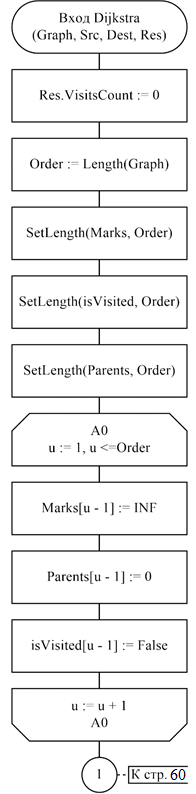 Вход Dijkstra
(Graph, Src, Dest, Res)
Res.VisitsCount := 0
Order := Length(Graph)
SetLength(Marks, Order)
SetLength(isVisited, Order)
SetLength(Parents, Order)
A0
u := 1, u <=Order
Marks[u - 1] := INF
Parents[u - 1] := 0
isVisited[u - 1] := False
u := u + 1
A0
1
К стр. 60